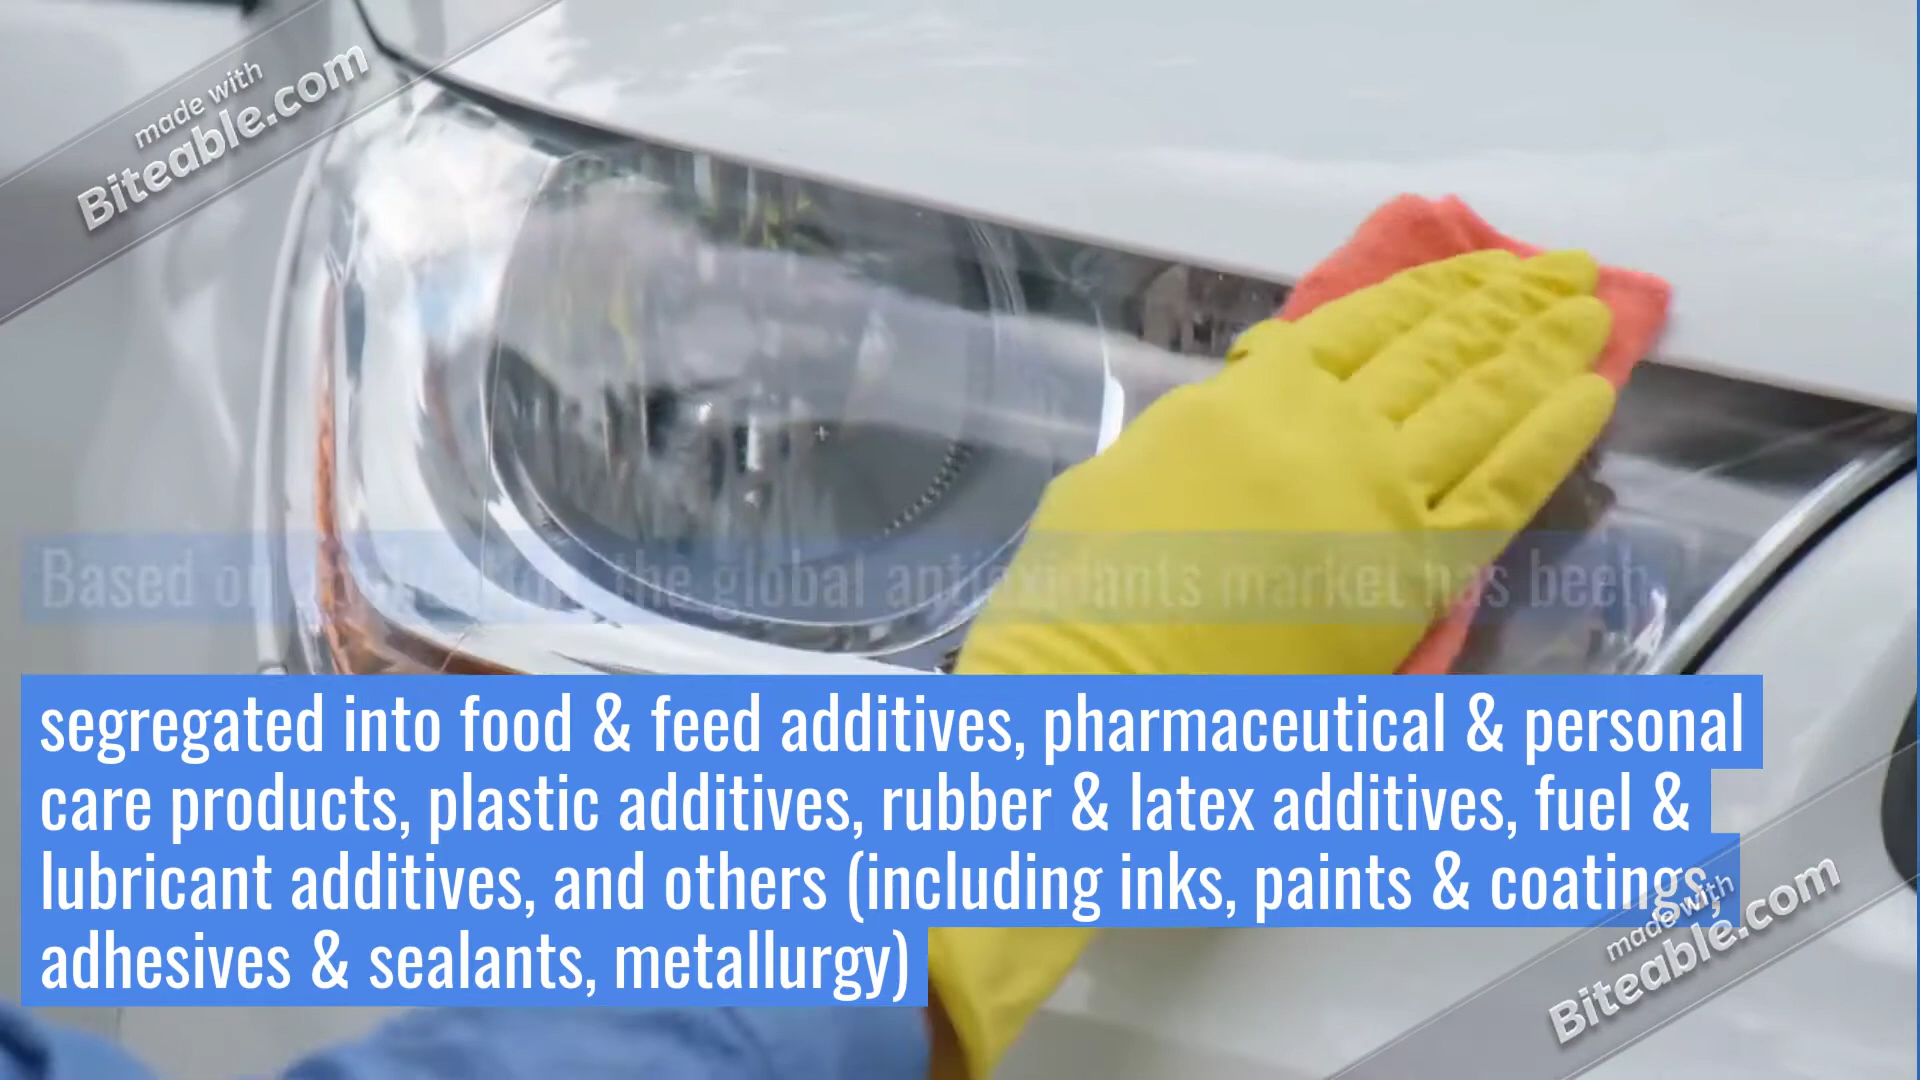 made with
Biteable.com
Based on the global antioxidants market has been
segregated into food & feed additives, pharmaceutical & personal
care products, plastic additives, rubber & latex additives, fuel &
lubricant additives, and others (including inks, paints & coatings,
adhesives & sealants, metallurgy)
made with
Biteable.com